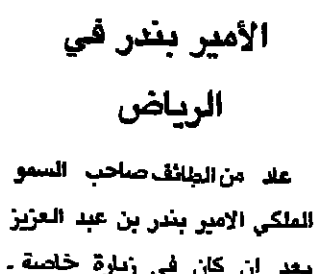 الأمير بندر في
الرياض
عاد من الطائف صاحب السمو
الملكي الامير بندر بن عبد العزيز
بعد ان كان في زيارة خاصة .